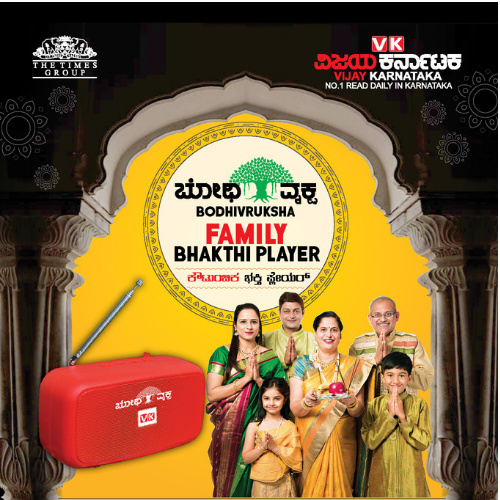 THE TIMES
GROUP
VK
ವಿಜಯ ಕರ್ನಾಟಕ
VIJAY KARNATAKA
NO.1 READ DAILY IN KARNATAKA
ಬೋಧಿ ವೃಕ್ಷ
BODHIVRUKSHA
FAMILY
BHAKTHI PLAYER
ಕೌಟುಂಬಿಕ ಭಕ್ತಿ ಪ್ಲೇಯರ್
ಬೋಧಿ ವೃಕ್ಷ
VK